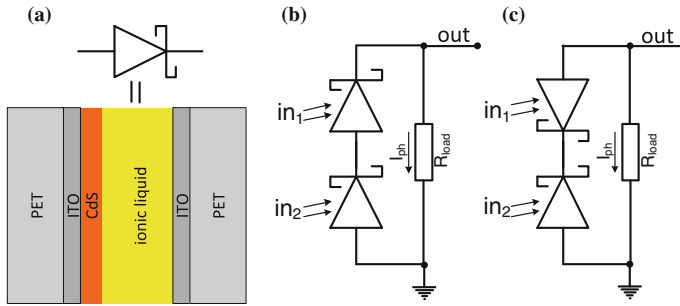 (a)
PET
ITO
CdS
ionic liquid
ITO
PET
(b)
out
in1
in2
Iph
Rload
(c)
out
in1
in2
Iph
Rload